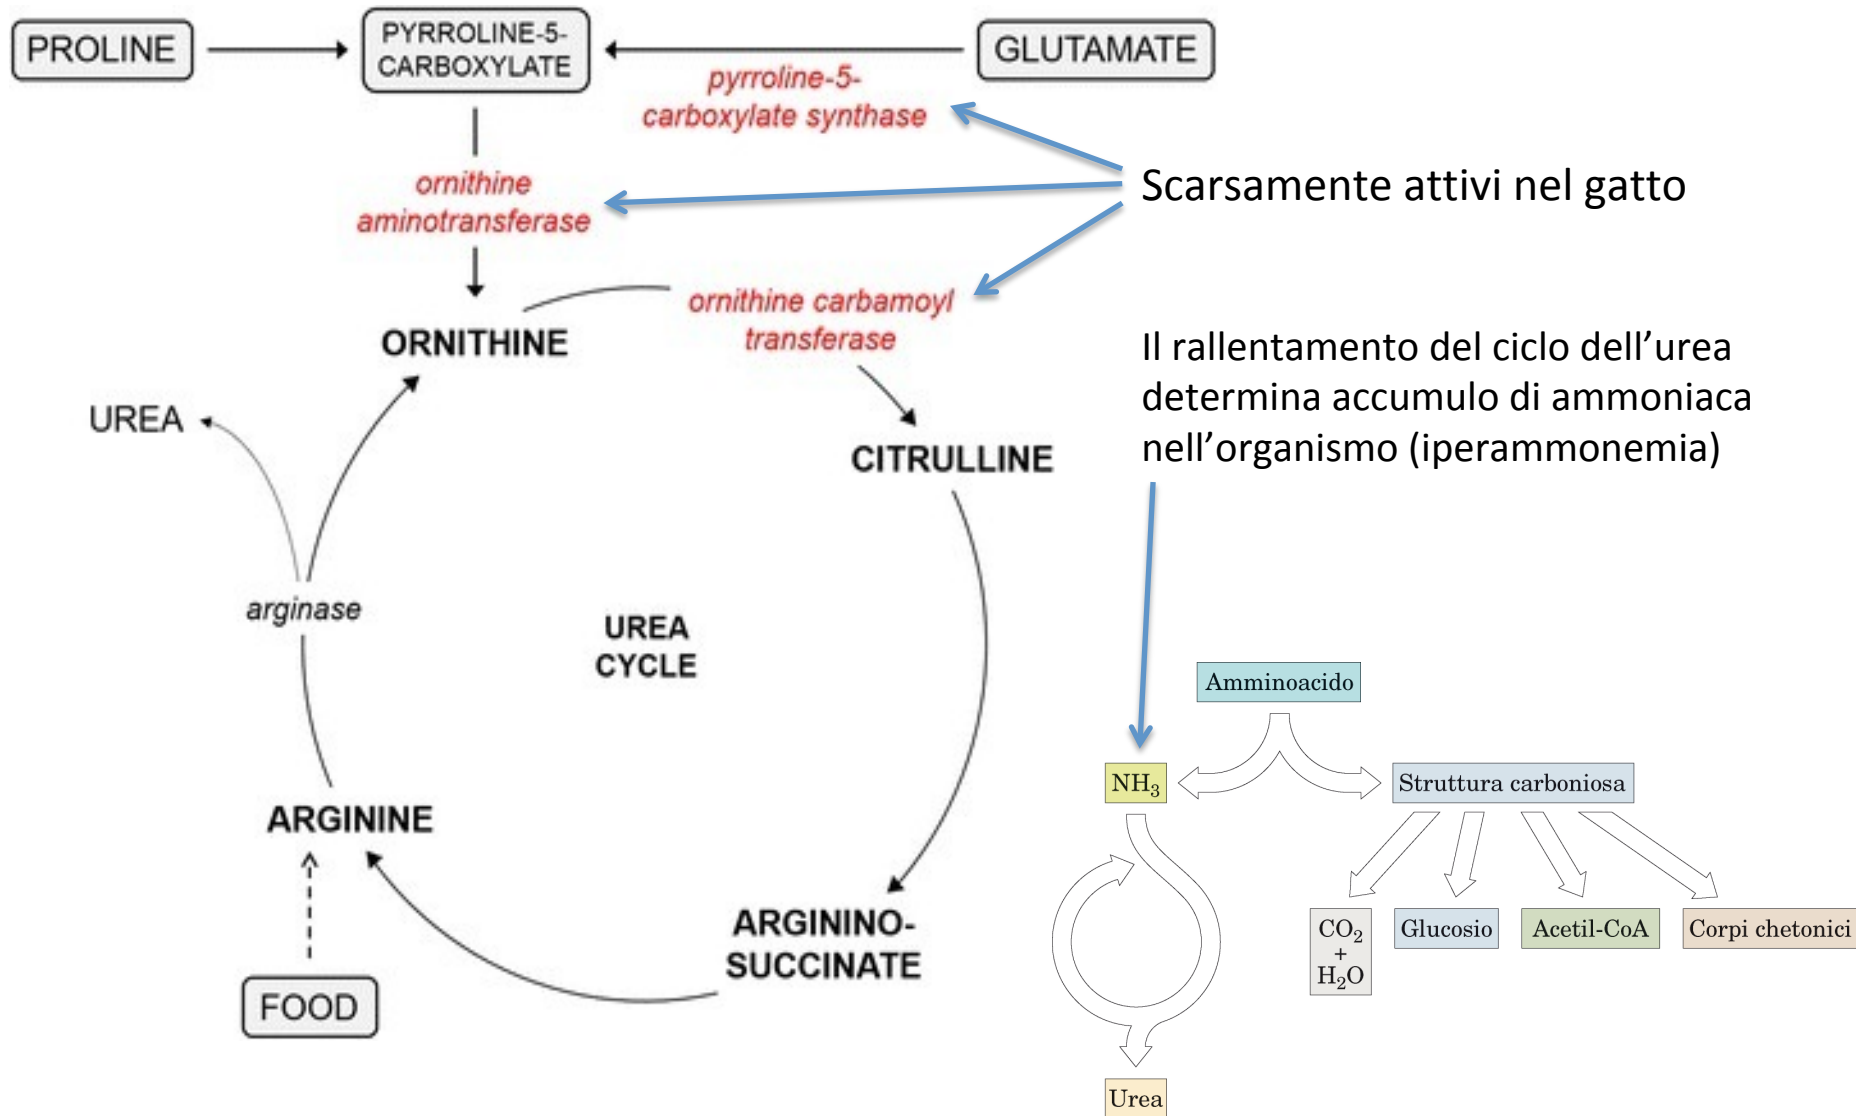 PROLINE
PYRROLINE-5-
CARBOXYLATE
GLUTAMATE
pyrroline-5-
carboxylate synthase
ornithine
aminotransferase
Scarsamente attivi nel gatto
ornithine carbamoyl
transferase
ORNITHINE
Il rallentamento del ciclo dell’urea
determina accumulo di ammoniaca
nell’organismo (iperammonemia)
UREA
CITRULLINE
arginase
UREA
CYCLE
ARGININE
ARGININO-
SUCCINATE
FOOD
Amminoacido
NH₃
Struttura carboniosa
CO₂
+
H₂O
Glucosio
Acetil-CoA
Corpi chetonici
Urea